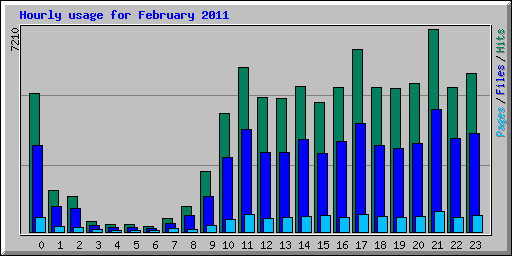 Hourly usage for February 2011
7210
Pages / Files / Hits
0 1 2 3 4 5 6 7 8 9 10 11 12 13 14 15 16 17 18 19 20 21 22 23